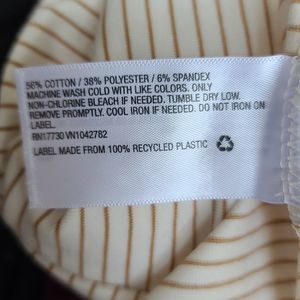 56% COTTON / 38% POLYESTER / 6% SPANDEX
MACHINE WASH COLD WITH LIKE COLORS. ONLY
NON-CHLORINE BLEACH IF NEEDED. TUMBLE DRY LOW.
REMOVE PROMPTLY. COOL IRON IF NEEDED. DO NOT IRON ON
LABEL.
RN17730 VN1042782
LABEL MADE FROM 100% RECYCLED PLASTIC